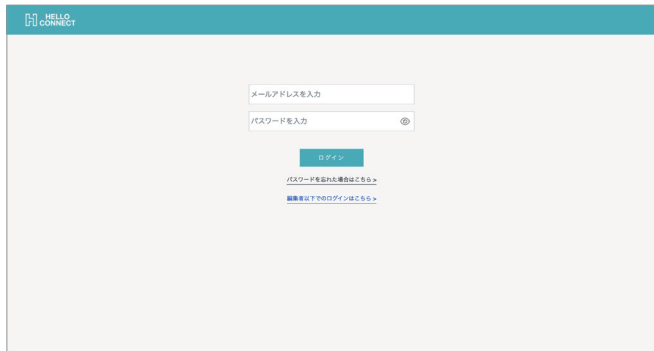 HELLO
CONNECT
メールアドレスを入力
パスワードを入力
ログイン
パスワードを忘れた場合はこちら >
編集者以下でのログインはこちら >